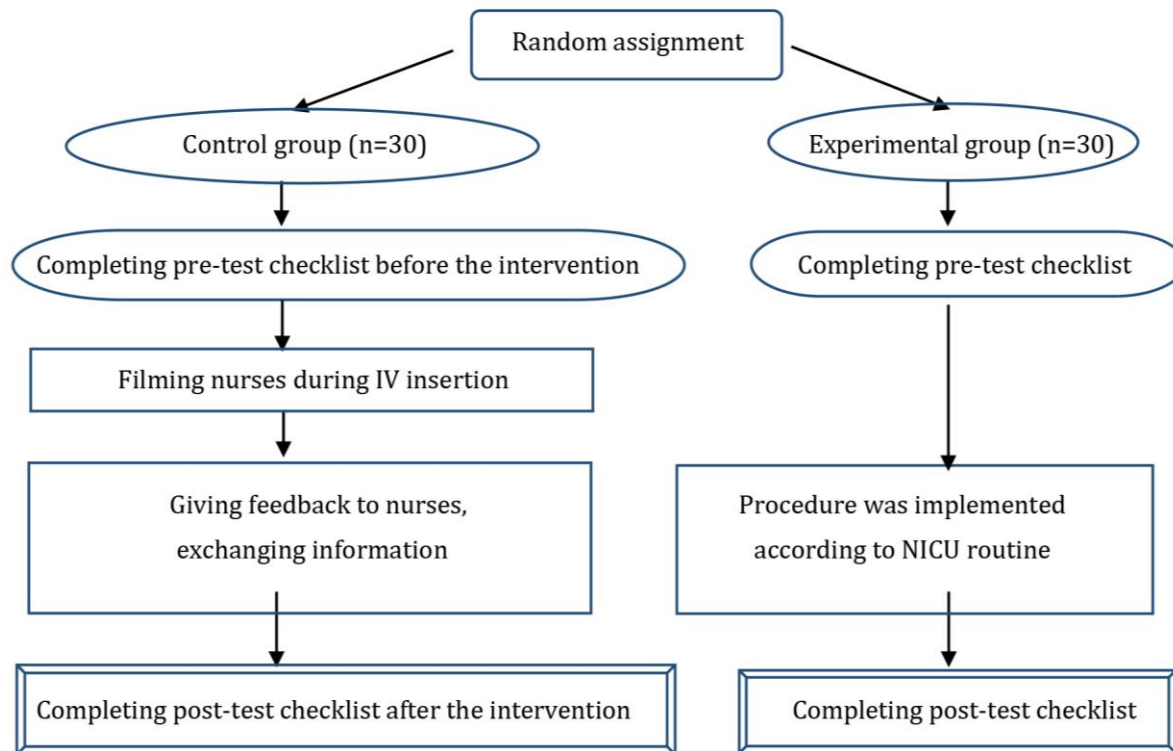 Random assignment
Control group (n=30)
Experimental group (n=30)
Completing pre-test checklist before the intervention
Completing pre-test checklist
Filming nurses during IV insertion
Giving feedback to nurses,
exchanging information
Procedure was implemented
according to NICU routine
Completing post-test checklist after the intervention
Completing post-test checklist